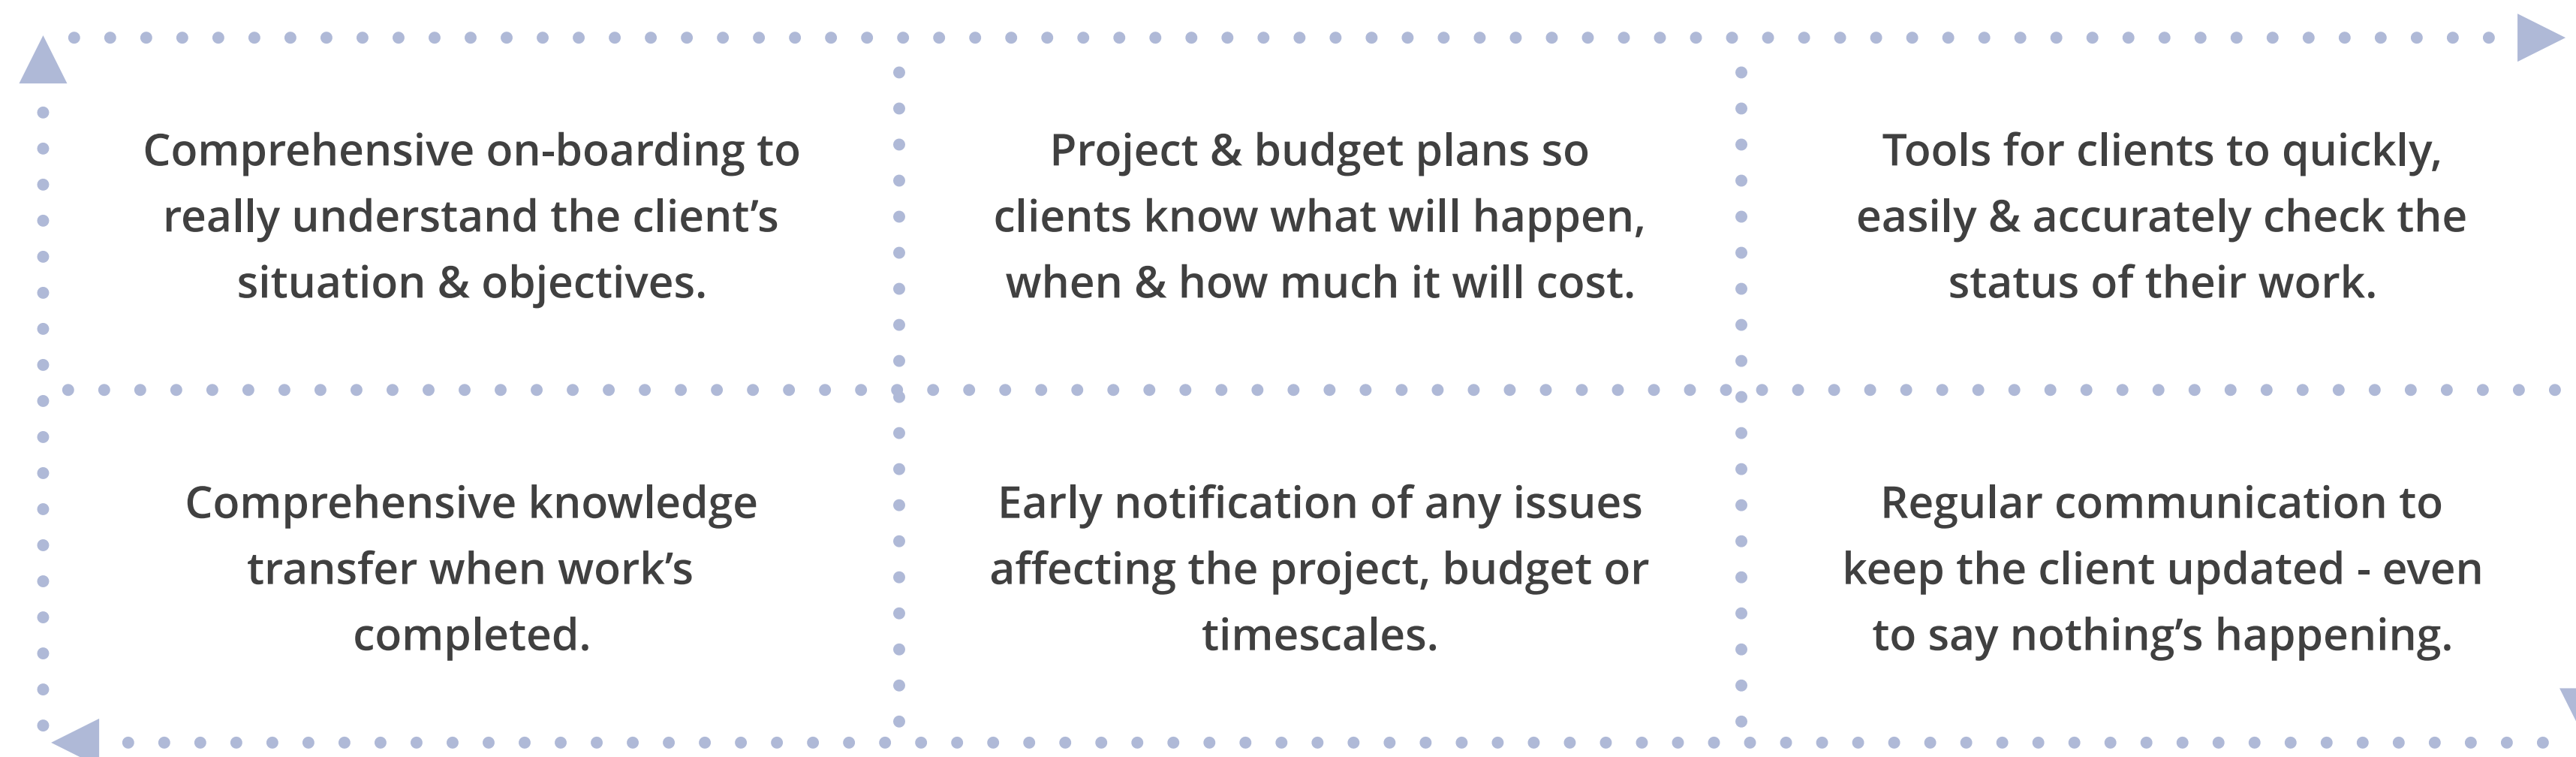 Comprehensive on-boarding to
really understand the client’s
situation & objectives.
Project & budget plans so
clients know what will happen,
when & how much it will cost.
Tools for clients to quickly,
easily & accurately check the
status of their work.
Comprehensive knowledge
transfer when work’s
completed.
Early notification of any issues
affecting the project, budget or
timescales.
Regular communication to
keep the client updated - even
to say nothing’s happening.